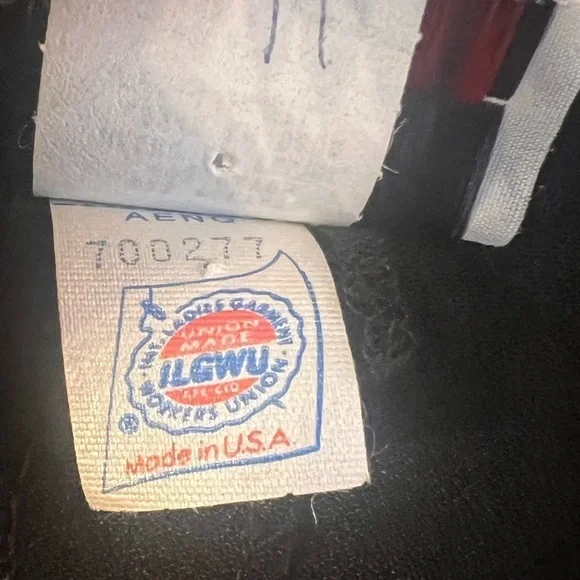 AENG
700277
INT'L LADIES GARMENT
UNION
MADE
ILGWU
AFL-CIO
WORKERS UNION
®
Made in U.S.A.